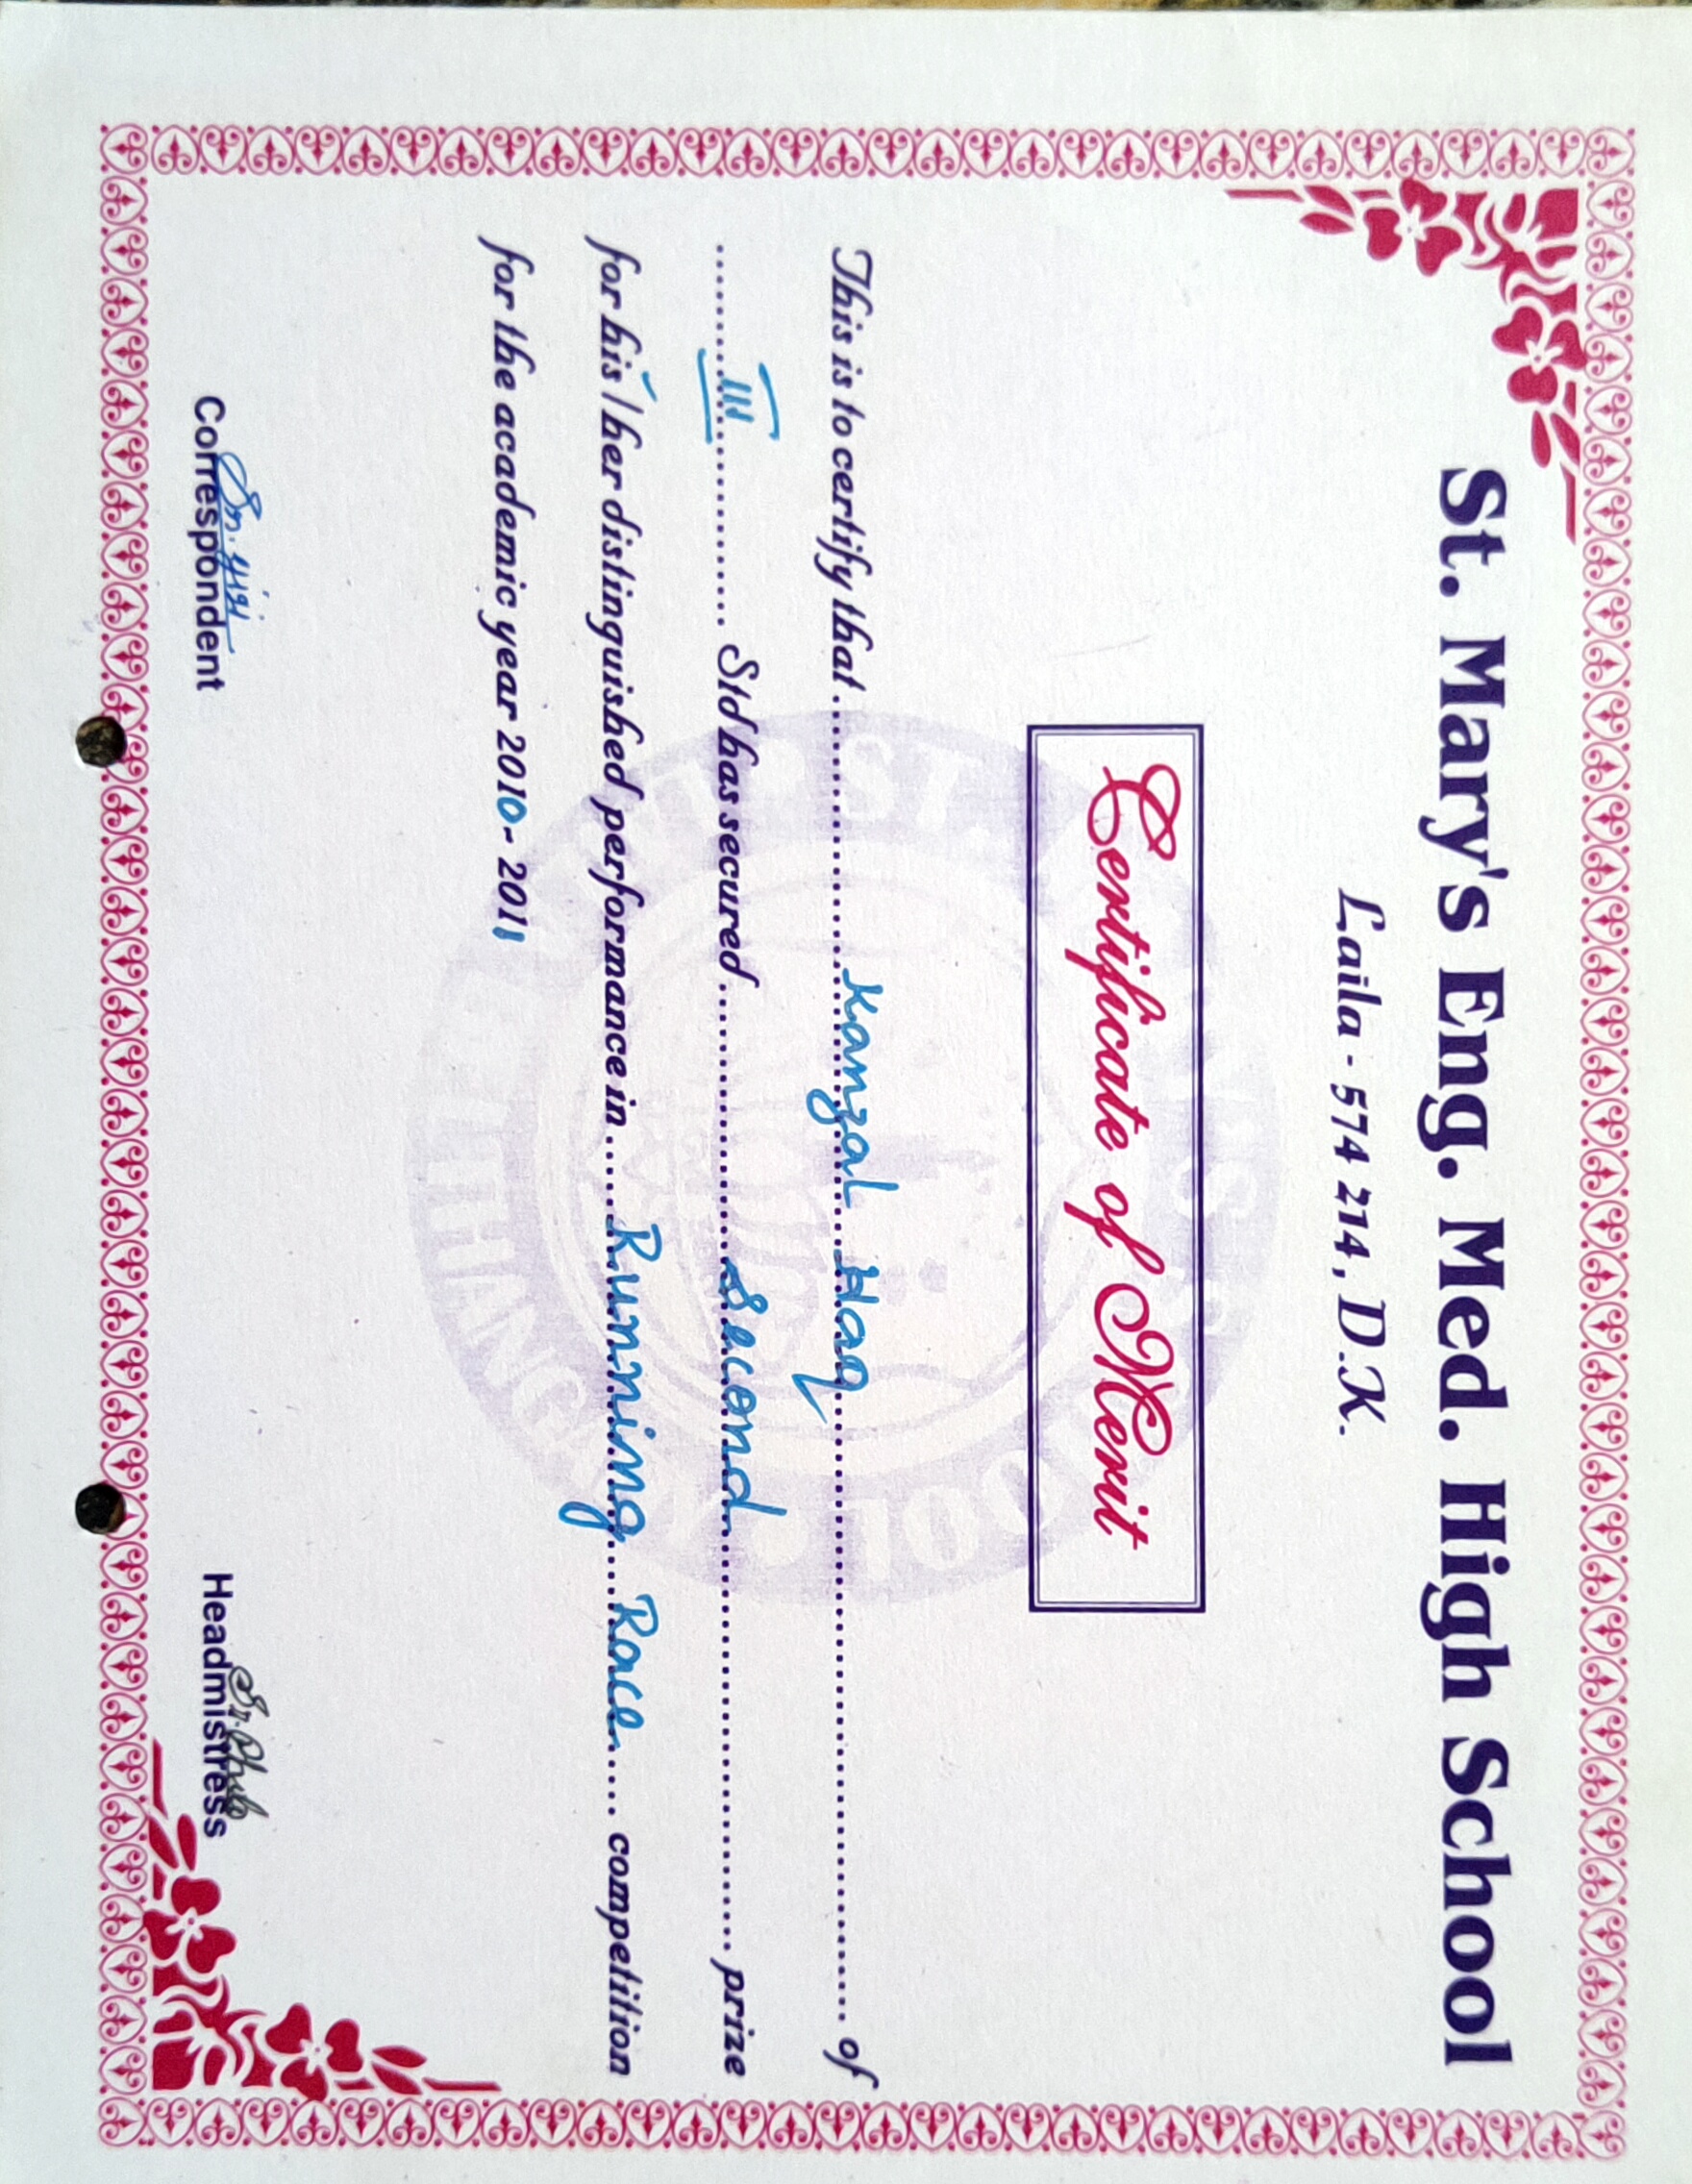 St. Mary's Eng. Med. High School
Laila - 574 214, D.K.
Certificate of Merit
This is to certify that Kanzal Haq of
III Std has secured Second prize
for his / her distinguished performance in Running Race competition
for the academic year 2010 - 2011
Correspondent
Headmistress